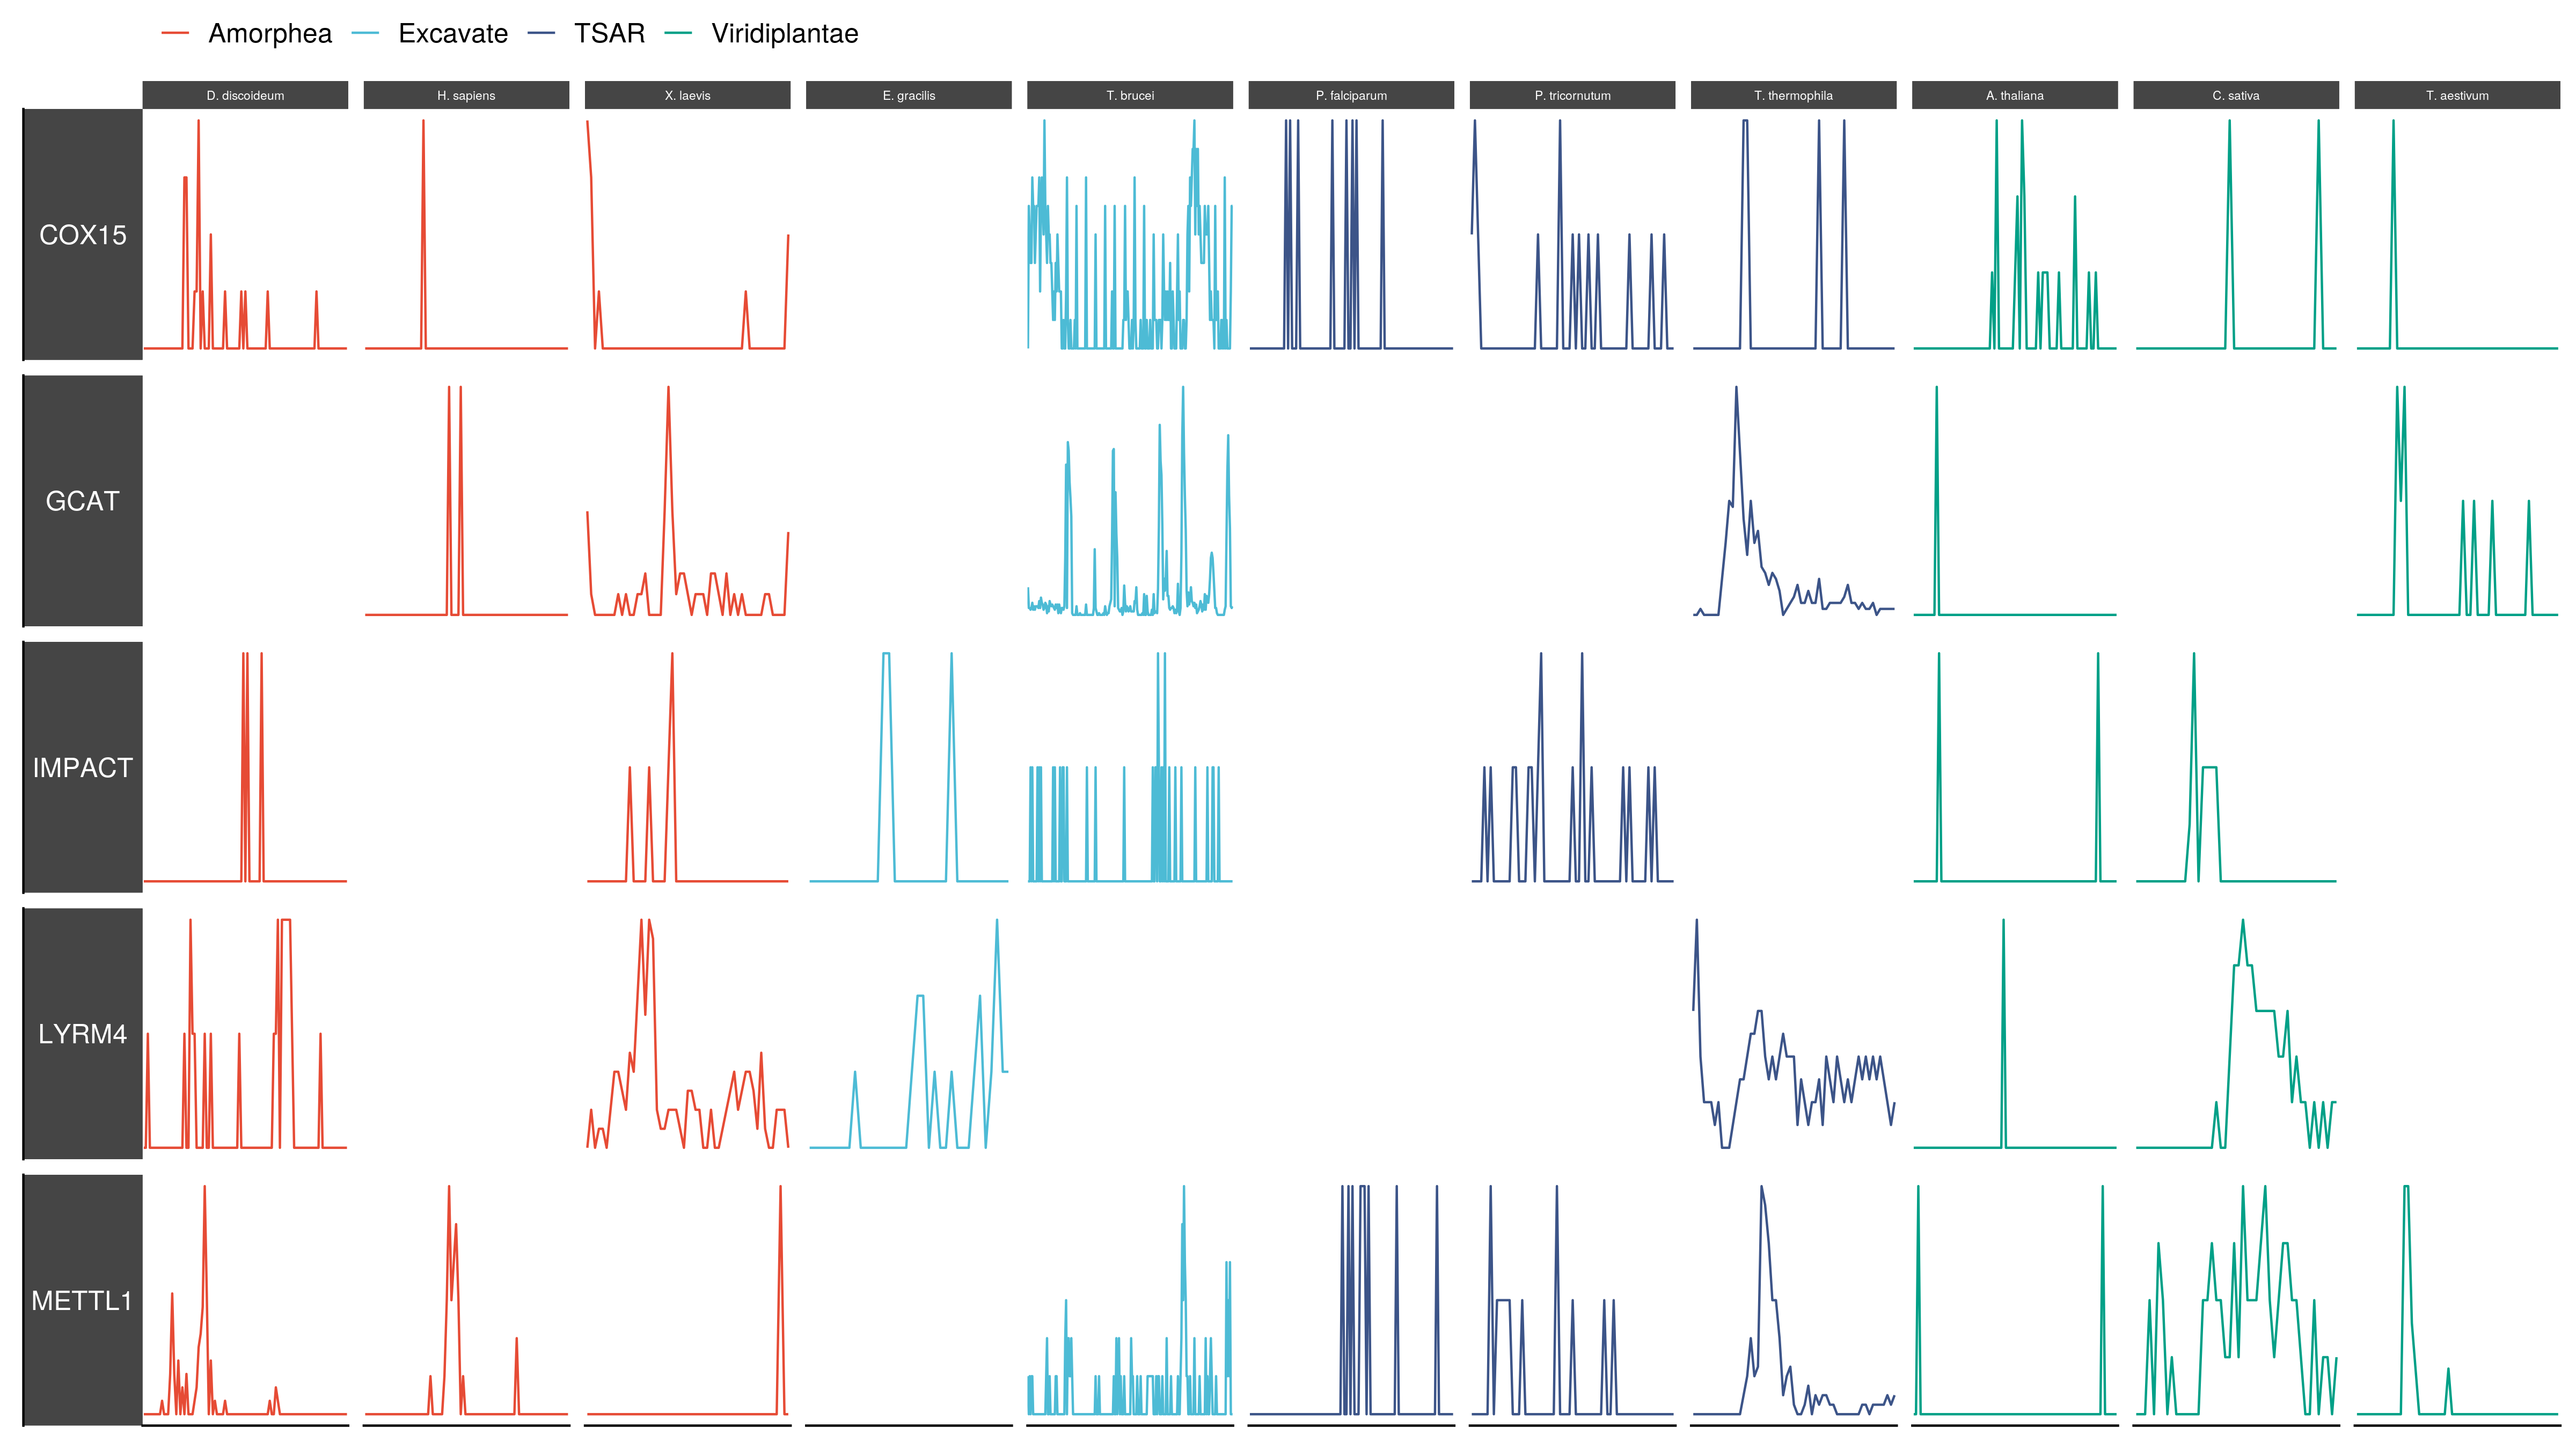 Amorphea Excavate TSAR Viridiplantae
D. discoideum H. sapiens X. laevis E. gracilis T. brucei P. falciparum P. tricornutum T. thermophila A. thaliana C. sativa T. aestivum
COX15
GCAT
IMPACT
LYRM4
METTL1